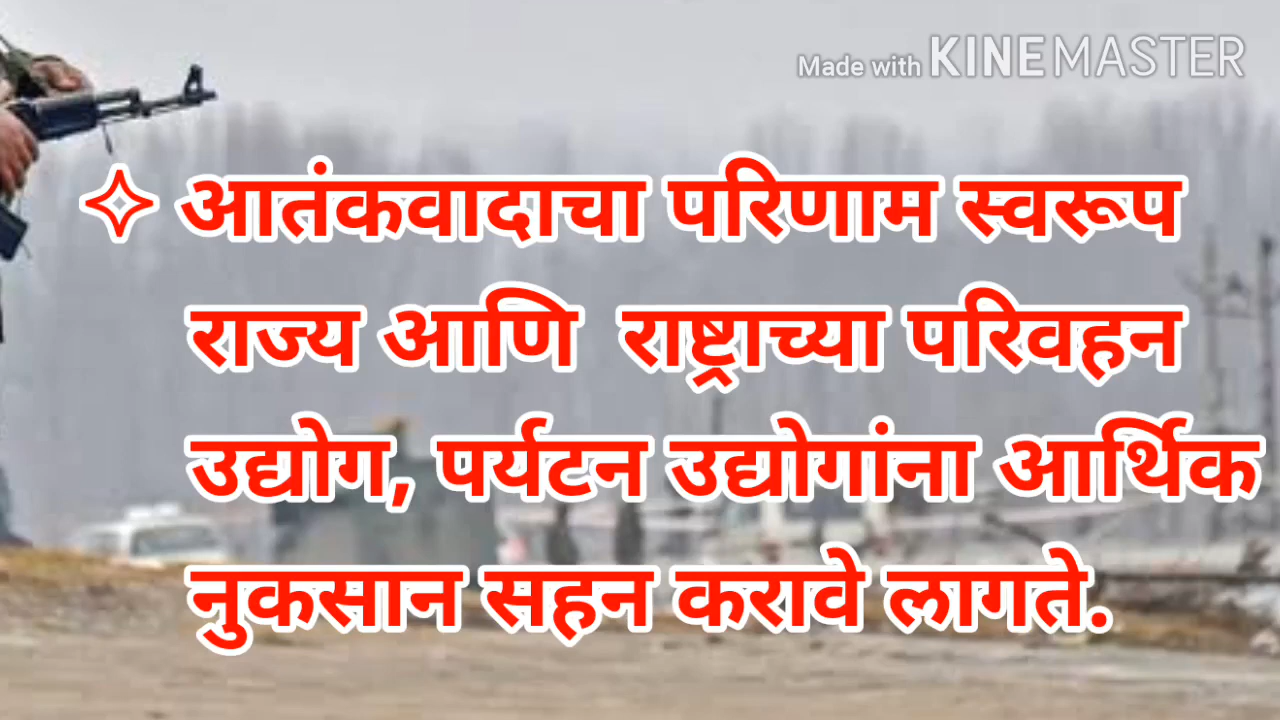 Made with KINEMASTER
✧ आतंकवादाचा परिणाम स्वरूप
राज्य आणि राष्ट्राच्या परिवहन
उद्योग, पर्यटन उद्योगांना आर्थिक
नुकसान सहन करावे लागते.